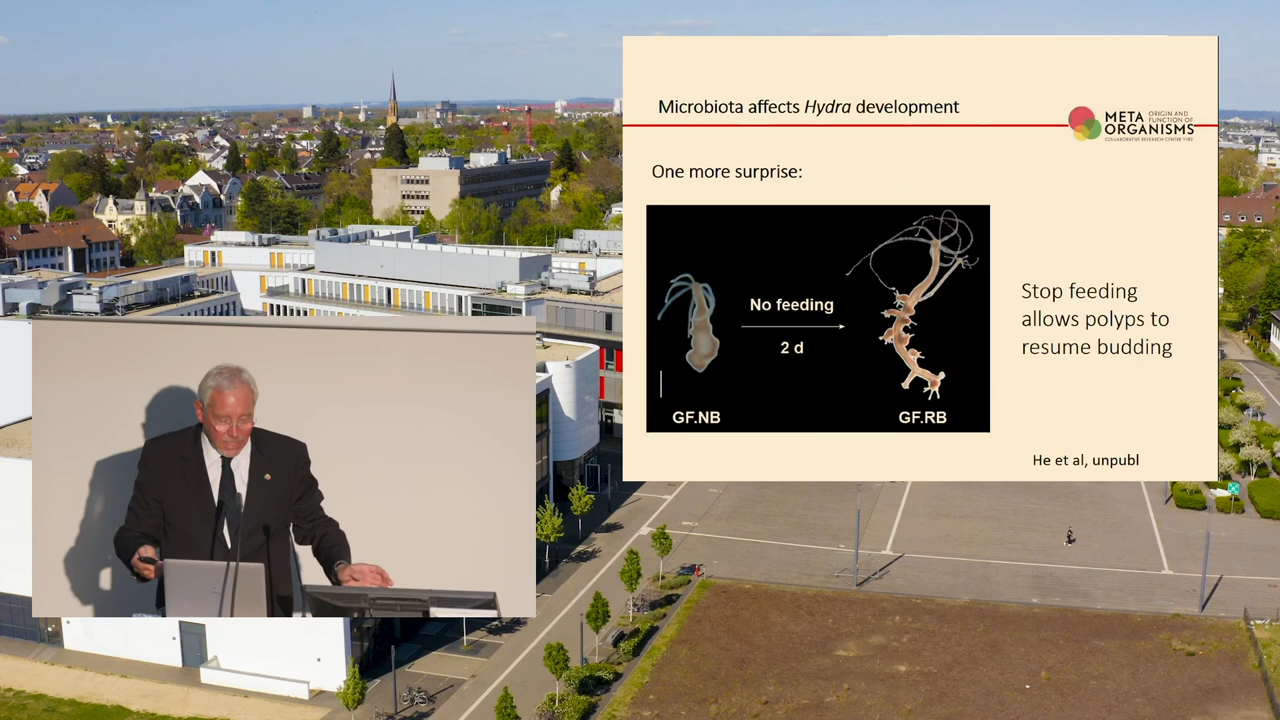 Microbiota affects Hydra development
META ORIGIN AND FUNCTION OF
ORGANISMS
COLLABORATIVE RESEARCH CENTRE 1182
One more surprise:
No feeding
2 d
GF.NB
GF.RB
Stop feeding
allows polyps to
resume budding
He et al, unpubl